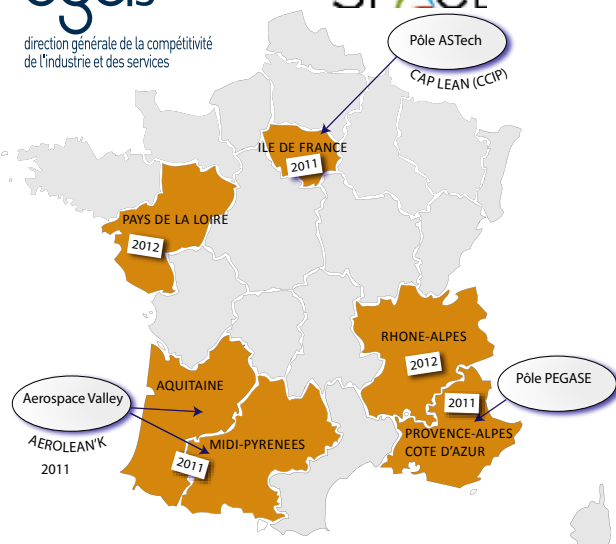 direction générale de la compétitivité
de l'industrie et des services
Pôle ASTech
CAP LEAN (CCIP)
ILE DE FRANCE
2011
PAYS DE LA LOIRE
2012
RHONE-ALPES
2012
Pôle PEGASE
2011
PROVENCE-ALPES
COTE D'AZUR
AQUITAINE
Aerospace Valley
AEROLEAN'K
2011
MIDI-PYRENEES
2011